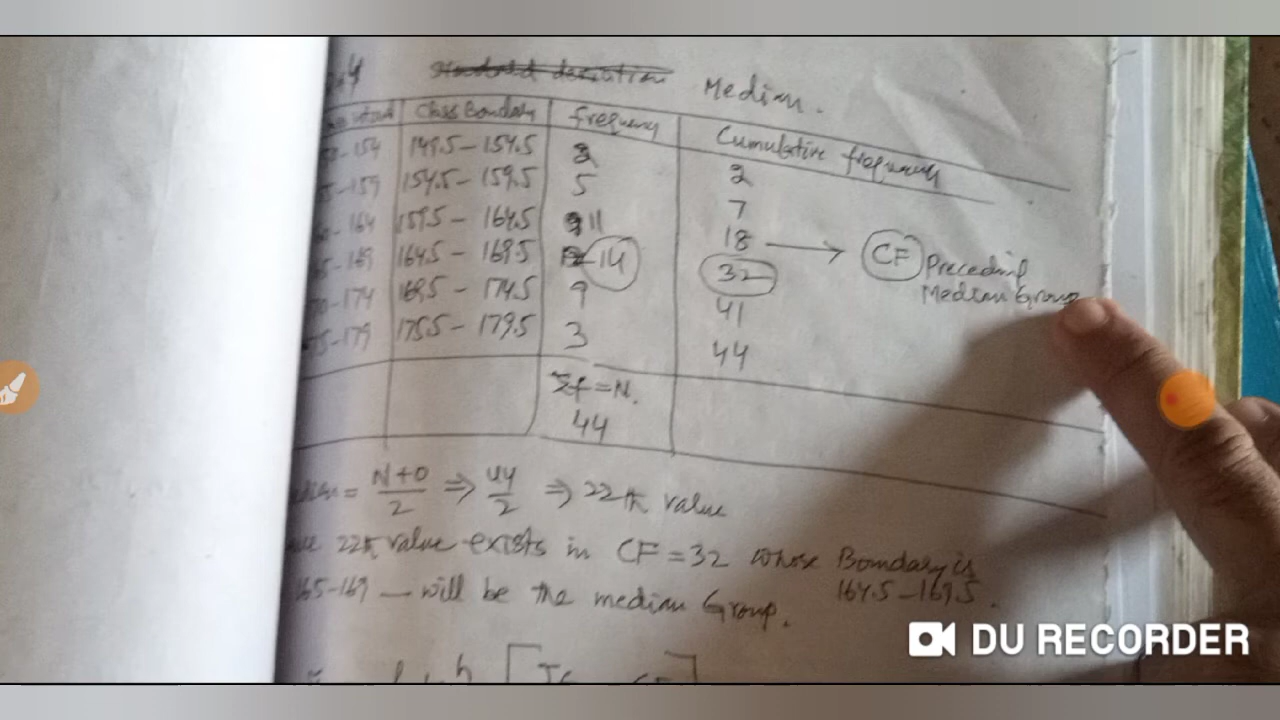 Median.
Class Boundary frequency Cumulative frequency
149.5 – 154.5 2 2
154.5 – 159.5 5 7
159.5 – 164.5 11 18 → CF Preceding
164.5 – 169.5 14 32 Median Group
169.5 – 174.5 9 41
175.5 – 179.5 3 44
Σf = N.
44
= N+0/2 ⇒ 44/2 ⇒ 22th value
22th value exists in CF = 32 whose Boundary is
165-169 — will be the median Group. 164.5 – 169.5.
DU RECORDER